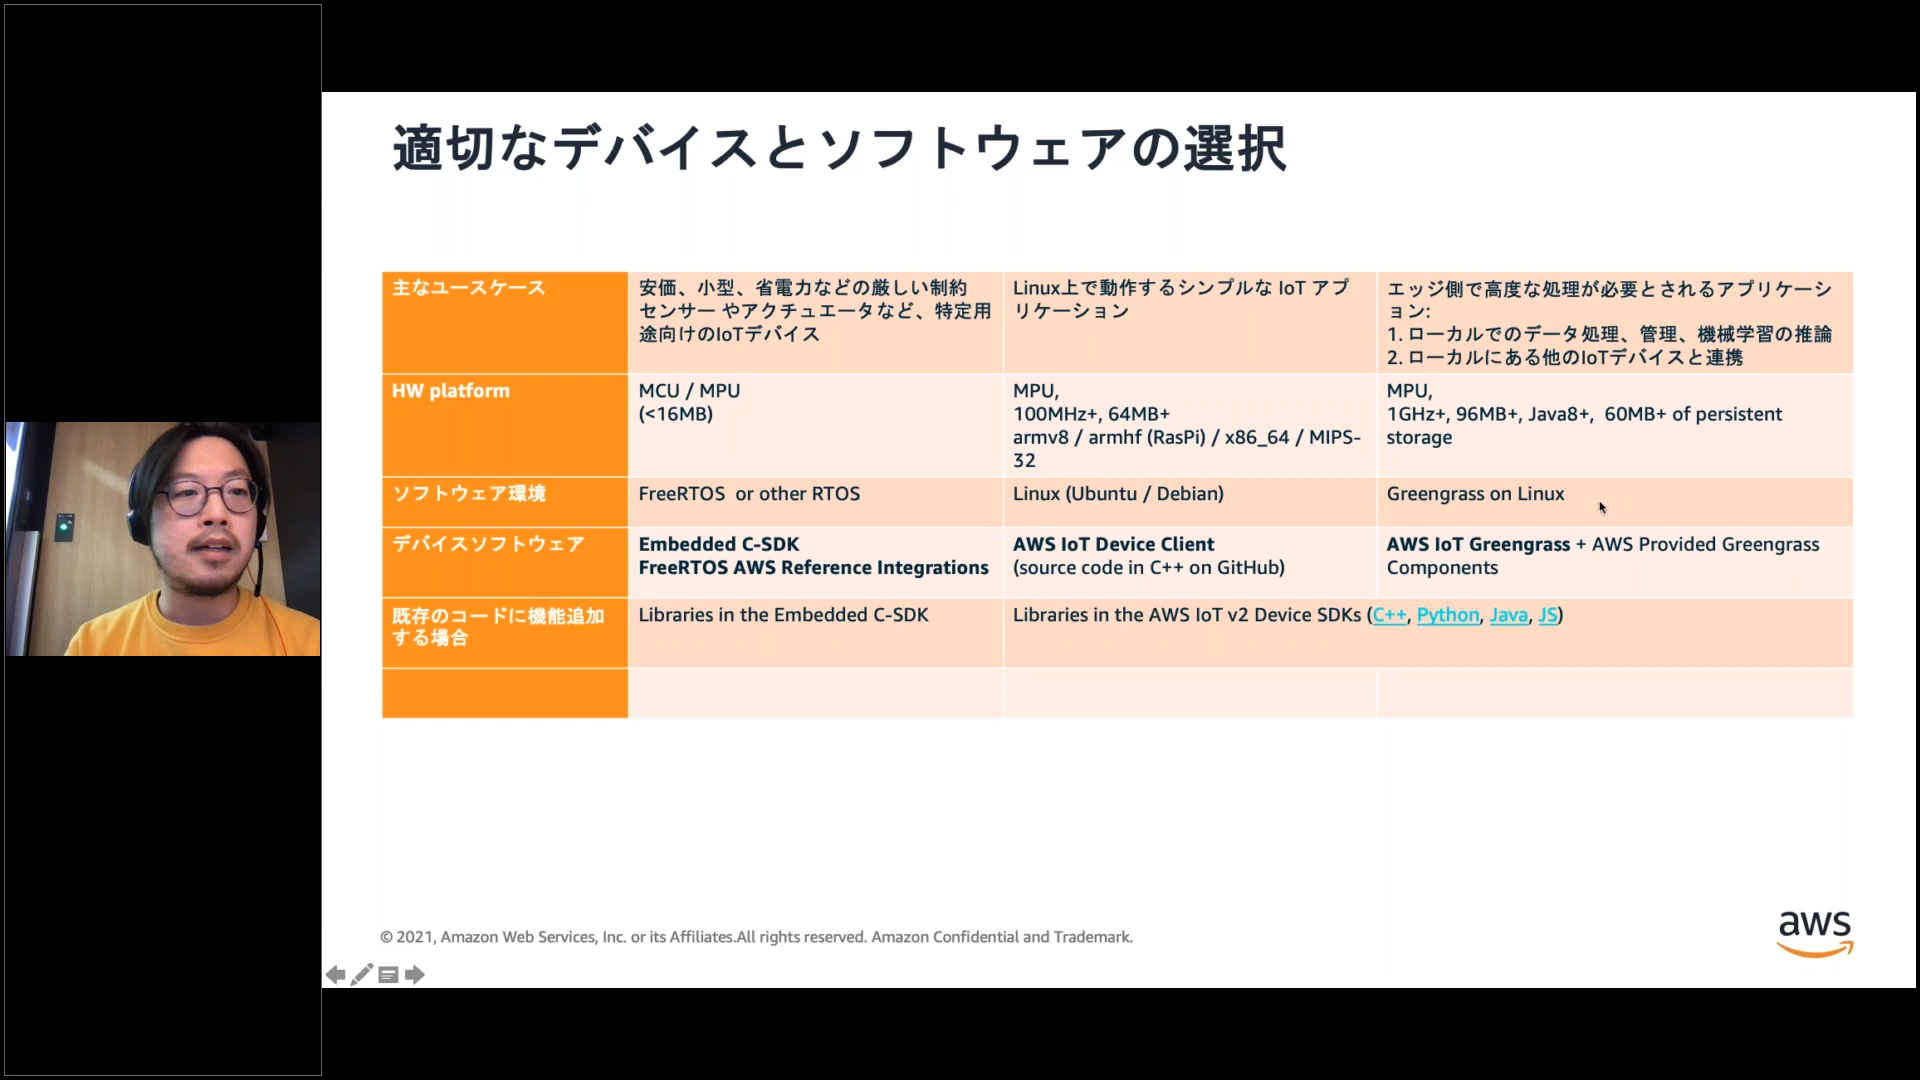 適切なデバイスとソフトウェアの選択
主なユースケース
安価、小型、省電力などの厳しい制約
センサー やアクチュエータなど、特定用
途向けのIoTデバイス
Linux上で動作するシンプルな IoT アプ
リケーション
エッジ側で高度な処理が必要とされるアプリケーシ
ョン:
1. ローカルでのデータ処理、管理、機械学習の推論
2. ローカルにある他のIoTデバイスと連携
HW platform
MCU / MPU
(<16MB)
MPU,
100MHz+, 64MB+
armv8 / armhf (RasPi) / x86_64 / MIPS-
32
MPU,
1GHz+, 96MB+, Java8+, 60MB+ of persistent
storage
ソフトウェア環境
FreeRTOS or other RTOS
Linux (Ubuntu / Debian)
Greengrass on Linux
デバイスソフトウェア
Embedded C-SDK
FreeRTOS AWS Reference Integrations
AWS IoT Device Client
(source code in C++ on GitHub)
AWS IoT Greengrass + AWS Provided Greengrass
Components
既存のコードに機能追加
する場合
Libraries in the Embedded C-SDK
Libraries in the AWS IoT v2 Device SDKs (C++, Python, Java, JS)
© 2021, Amazon Web Services, Inc. or its Affiliates.All rights reserved. Amazon Confidential and Trademark.
aws